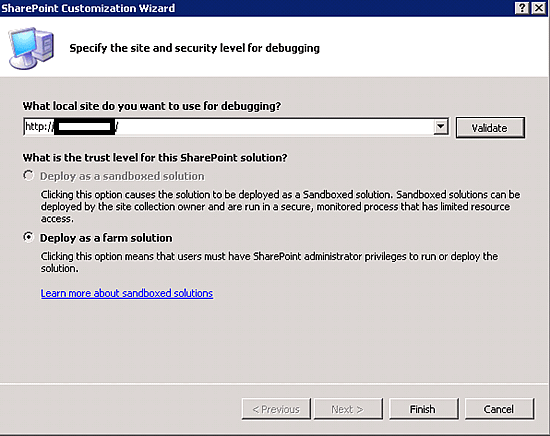 SharePoint Customization Wizard
Specify the site and security level for debugging
What local site do you want to use for debugging?
http:// /
Validate
What is the trust level for this SharePoint solution?
Deploy as a sandboxed solution
Clicking this option causes the solution to be deployed as a Sandboxed solution. Sandboxed solutions can be
deployed by the site collection owner and are run in a secure, monitored process that has limited resource
access.
Deploy as a farm solution
Clicking this option means that users must have SharePoint administrator privileges to run or deploy the
solution.
Learn more about sandboxed solutions
< Previous
Next >
Finish
Cancel